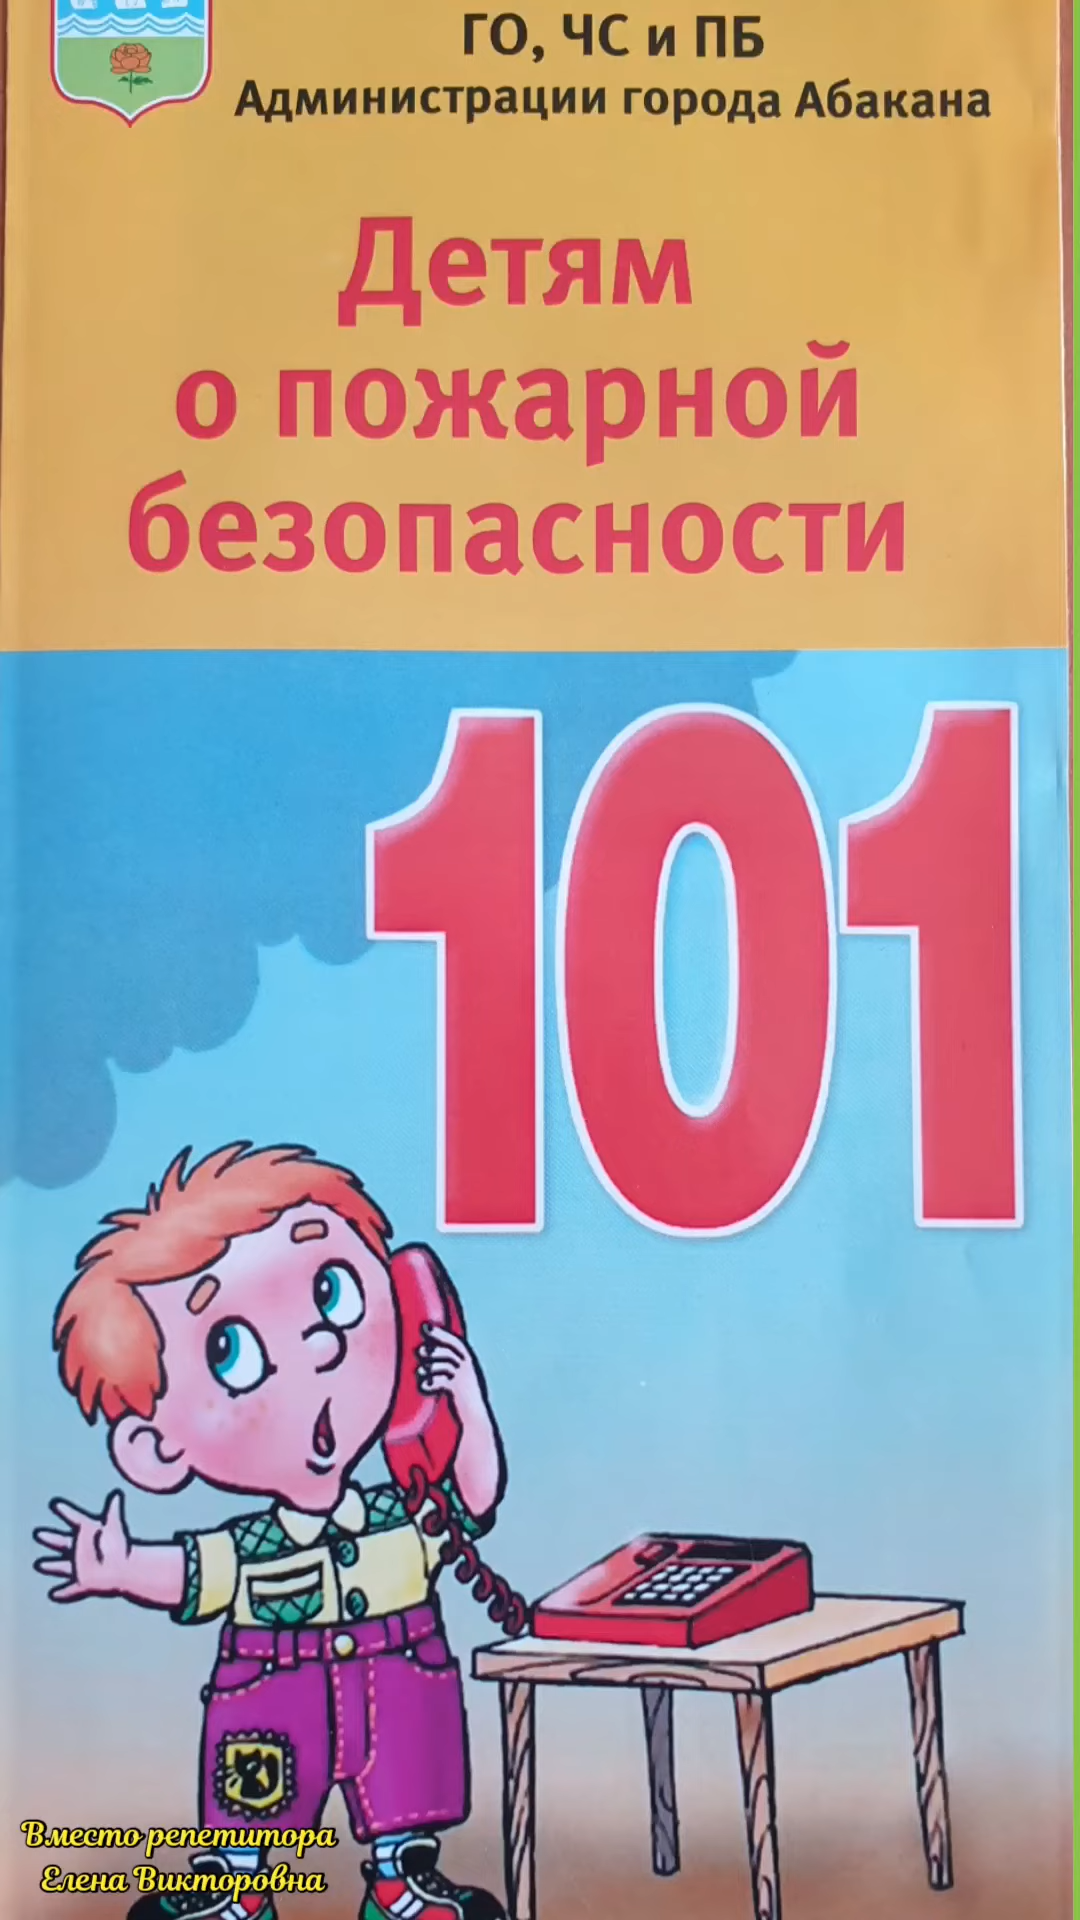 ГО, ЧС и ПБ
Администрации города Абакана
Детям
о пожарной
безопасности
101
Вместо репетитора
Елена Викторовна